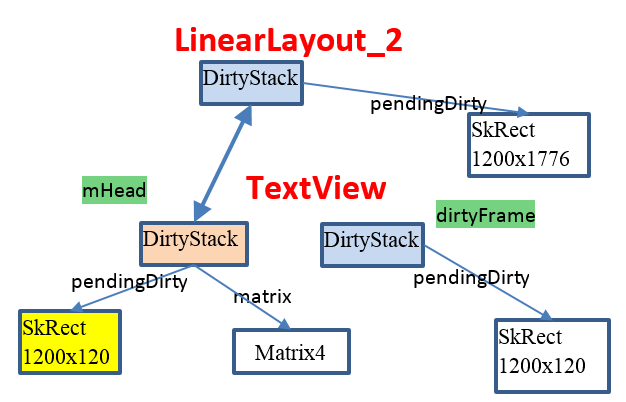 LinearLayout_2
DirtyStack
pendingDirty
SkRect
1200x1776
mHead
TextView
dirtyFrame
DirtyStack
DirtyStack
pendingDirty
matrix
pendingDirty
SkRect
1200x120
Matrix4
SkRect
1200x120